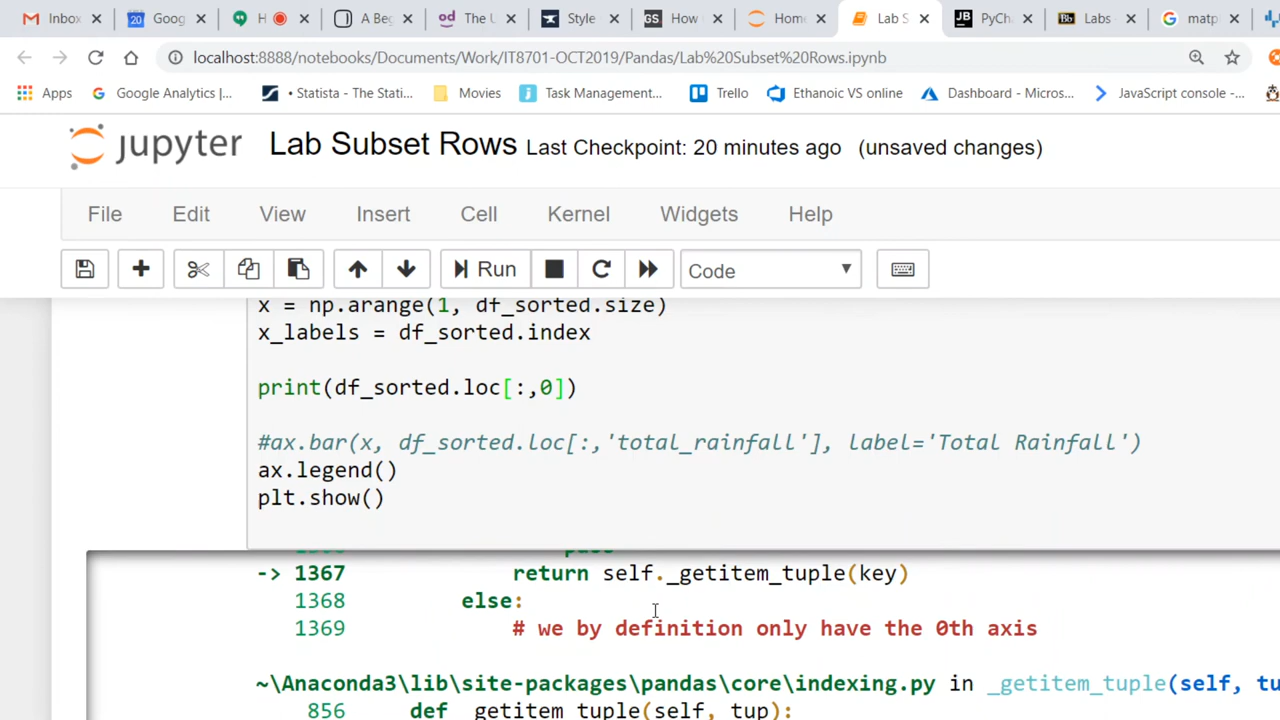 Inbox
Goog
H
A Beg
The U
Style
How
Home
Lab S
PyCh
Labs
matp
localhost:8888/notebooks/Documents/Work/IT8701-OCT2019/Pandas/Lab%20Subset%20Rows.ipynb
Apps Google Analytics |... • Statista - The Stati... Movies Task Management... Trello Ethanoic VS online Dashboard - Micros... JavaScript console -...
jupyter Lab Subset Rows Last Checkpoint: 20 minutes ago (unsaved changes)
File Edit View Insert Cell Kernel Widgets Help
Run Code
x = np.arange(1, df_sorted.size)
x_labels = df_sorted.index
print(df_sorted.loc[:,0])
#ax.bar(x, df_sorted.loc[:,'total_rainfall'], label='Total Rainfall')
ax.legend()
plt.show()
pass
-> 1367 return self._getitem_tuple(key)
1368 else:
1369 # we by definition only have the 0th axis
~\Anaconda3\lib\site-packages\pandas\core\indexing.py in _getitem_tuple(self, tu
856 def _getitem_tuple(self, tup):